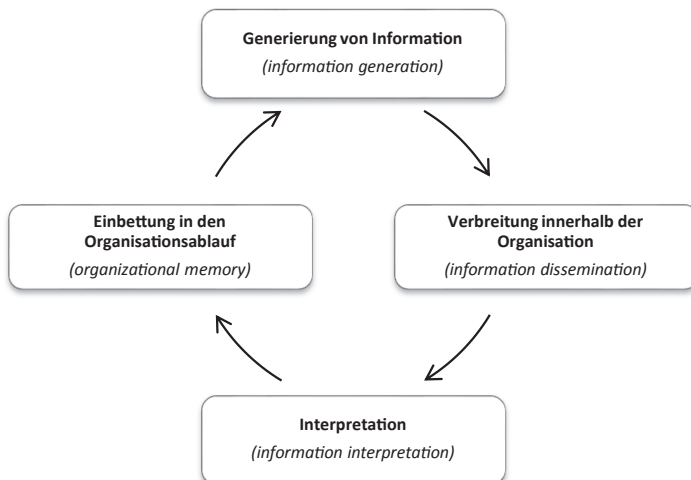 Generierung von Information
(information generation)
Einbettung in den
Organisationsablauf
(organizational memory)
Verbreitung innerhalb der
Organisation
(information dissemination)
Interpretation
(information interpretation)